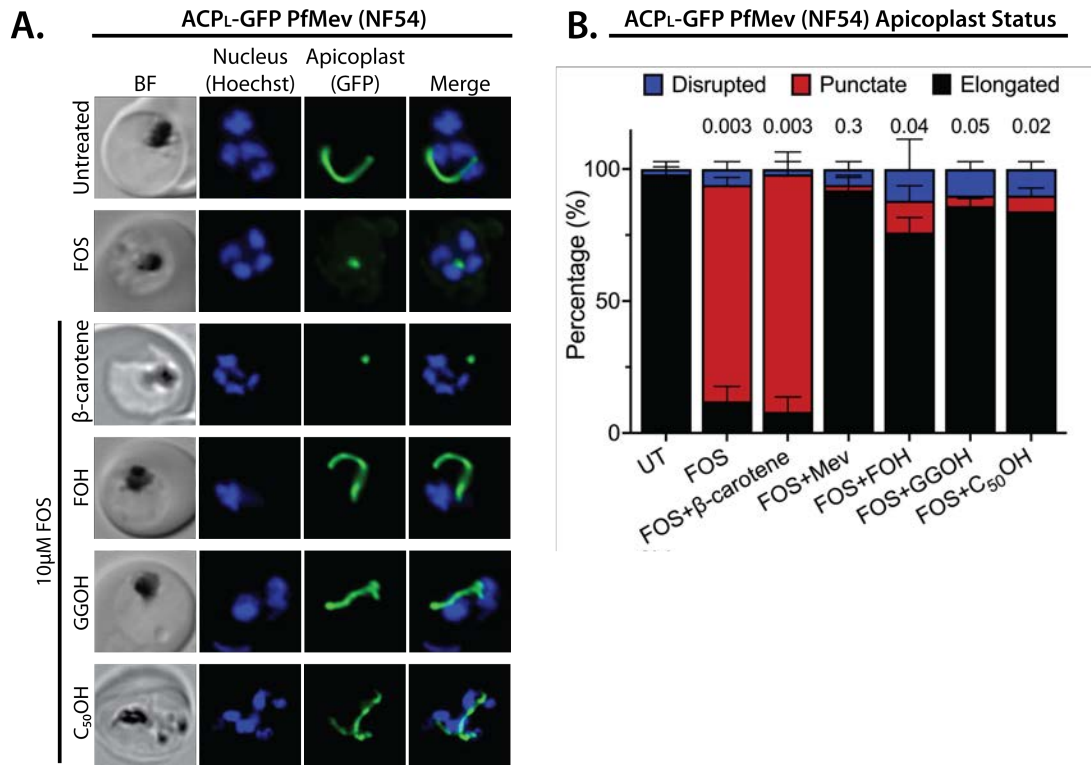 A.
ACPL-GFP PfMev (NF54)
BF
Nucleus
(Hoechst)
Apicoplast
(GFP)
Merge
Untreated
FOS
10µM FOS
β-carotene
FOH
GGOH
C₅₀OH
B.
ACPL-GFP PfMev (NF54) Apicoplast Status
Disrupted
Punctate
Elongated
0.003 0.003 0.3 0.04 0.05 0.02
Percentage (%)
100
50
0
UT
FOS
FOS+β-carotene
FOS+Mev
FOS+FOH
FOS+GGOH
FOS+C₅₀OH